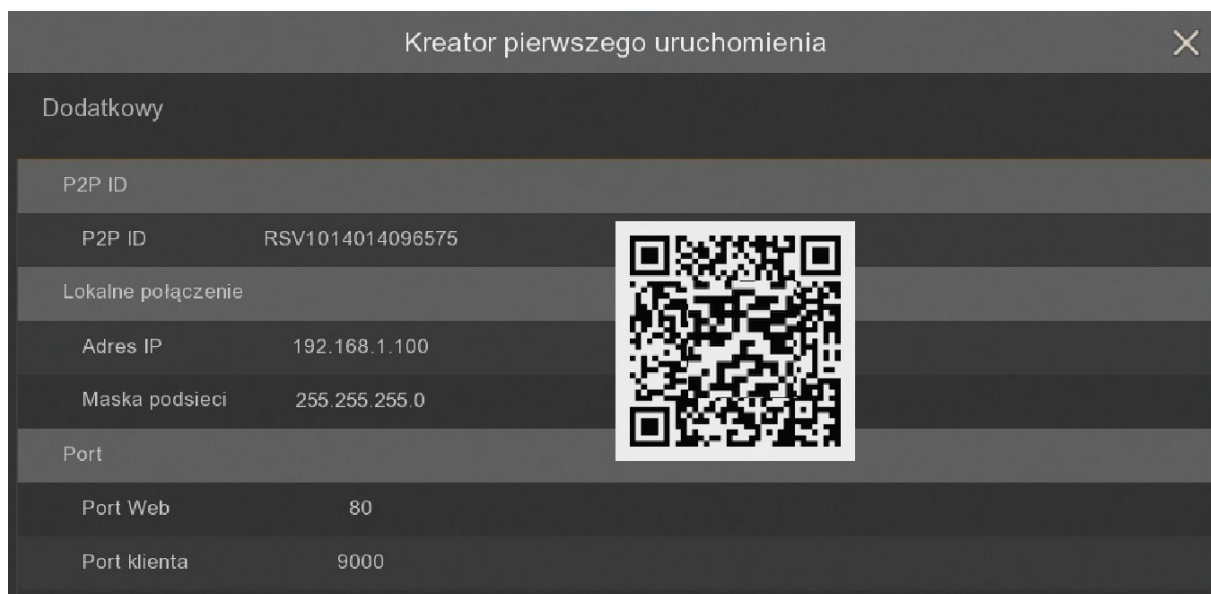 Kreator pierwszego uruchomienia
Dodatkowy
P2P ID
P2P ID RSV1014014096575
Lokalne połączenie
Adres IP 192.168.1.100
Maska podsieci 255.255.255.0
Port
Port Web 80
Port klienta 9000